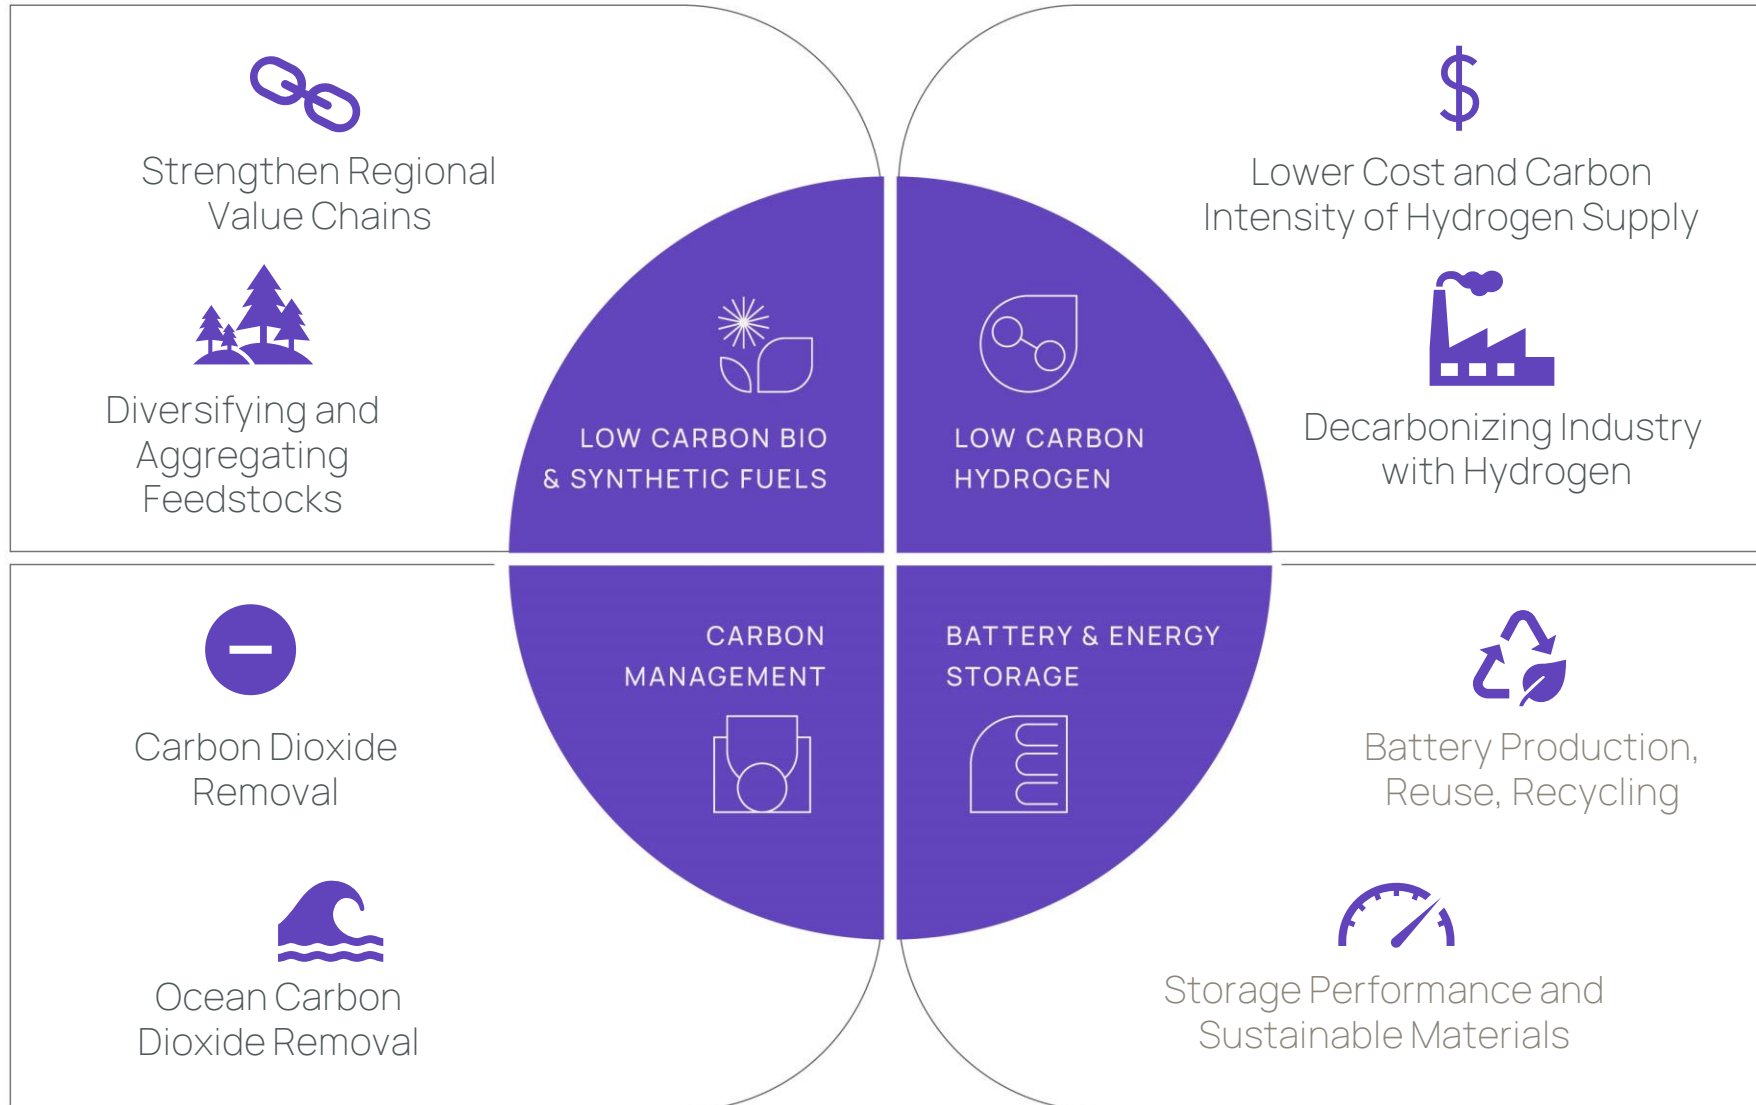 Strengthen Regional
Value Chains
Diversifying and
Aggregating
Feedstocks
LOW CARBON BIO
& SYNTHETIC FUELS
LOW CARBON
HYDROGEN
Lower Cost and Carbon
Intensity of Hydrogen Supply
Decarbonizing Industry
with Hydrogen
Carbon Dioxide
Removal
Ocean Carbon
Dioxide Removal
CARBON
MANAGEMENT
BATTERY & ENERGY
STORAGE
Battery Production,
Reuse, Recycling
Storage Performance and
Sustainable Materials